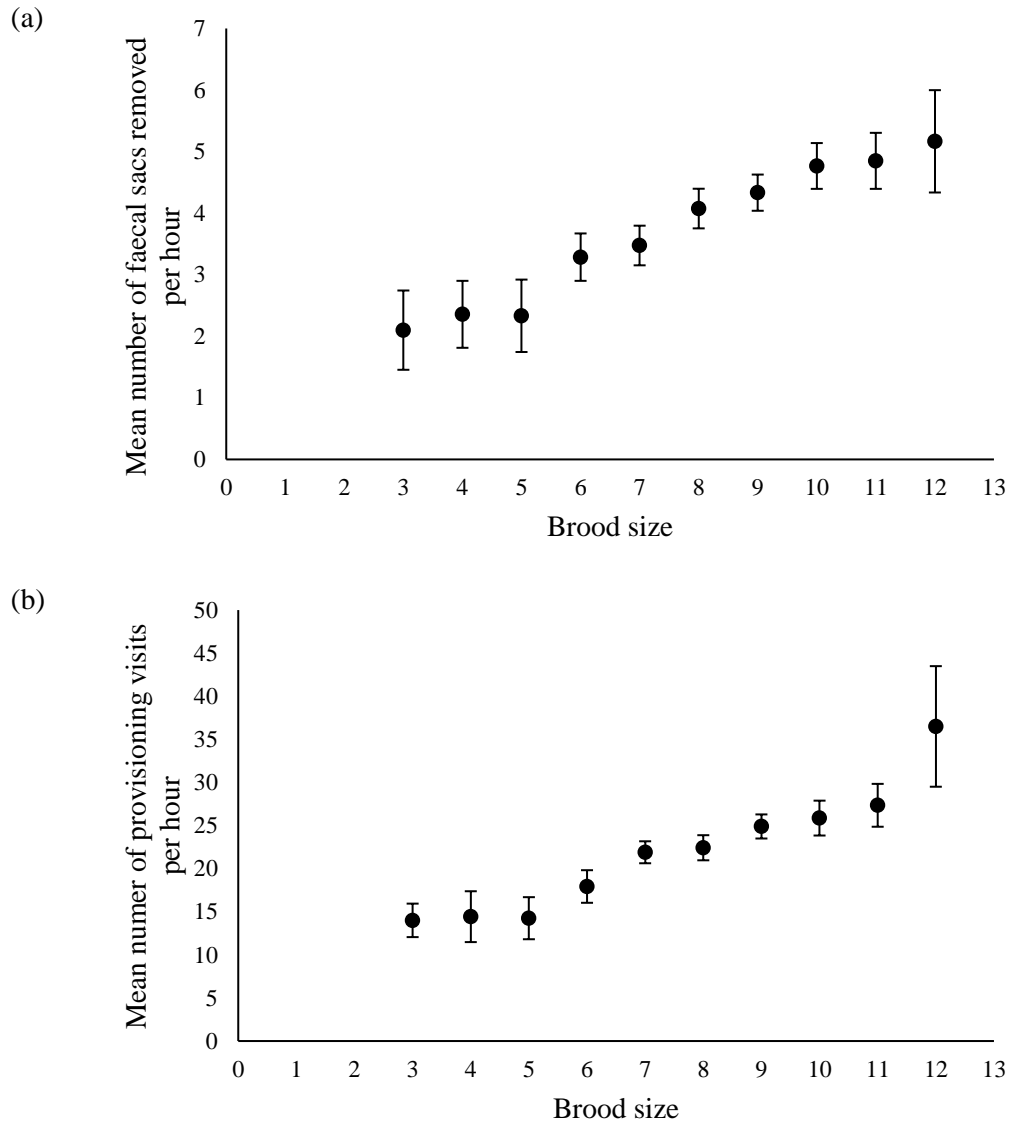 (a)
Mean number of faecal sacs removed
per hour
7
6
5
4
3
2
1
0
0 1 2 3 4 5 6 7 8 9 10 11 12 13
Brood size
(b)
Mean numer of provisioning visits
per hour
50
45
40
35
30
25
20
15
10
5
0
0 1 2 3 4 5 6 7 8 9 10 11 12 13
Brood size